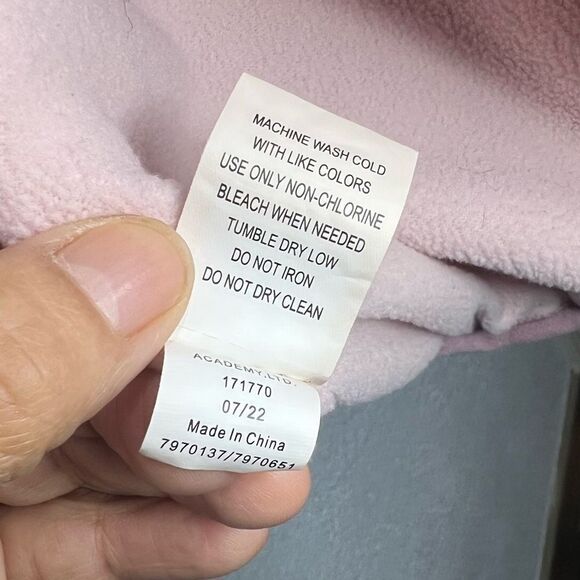 MACHINE WASH COLD
WITH LIKE COLORS
USE ONLY NON-CHLORINE
BLEACH WHEN NEEDED
TUMBLE DRY LOW
DO NOT IRON
DO NOT DRY CLEAN
ACADEMY,LTD.
171770
07/22
Made In China
7970137/7970651